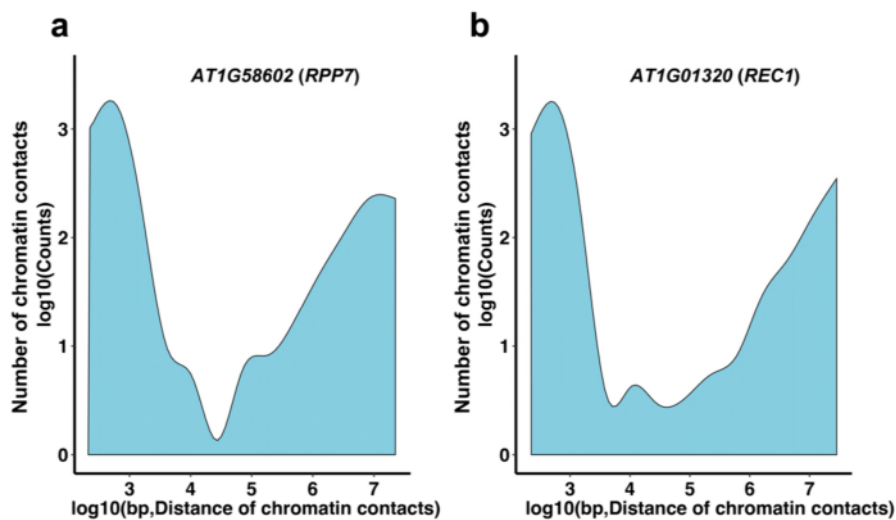 a
AT1G58602 (RPP7)
Number of chromatin contacts
log10(Counts)
3
2
1
0
3 4 5 6 7
log10(bp,Distance of chromatin contacts)
b
AT1G01320 (REC1)
Number of chromatin contacts
log10(Counts)
3
2
1
0
3 4 5 6 7
log10(bp,Distance of chromatin contacts)